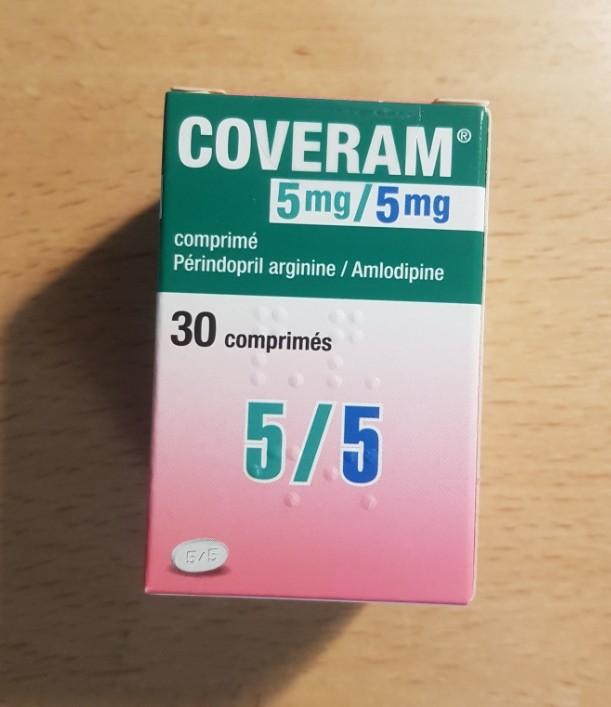 COVERAM®
5mg/5mg
comprimé
Périndopril arginine / Amlodipine
30 comprimés
5/5
5/5